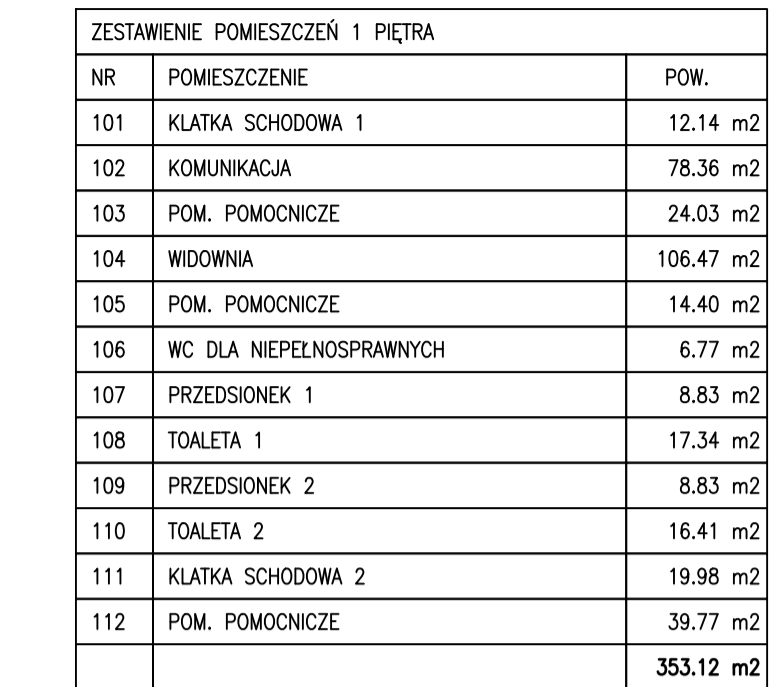 ZESTAWIENIE POMIESZCZEŃ 1 PIĘTRA
NR POMIESZCZENIE POW.
101 KLATKA SCHODOWA 1 12.14 m2
102 KOMUNIKACJA 78.36 m2
103 POM. POMOCNICZE 24.03 m2
104 WIDOWNIA 106.47 m2
105 POM. POMOCNICZE 14.40 m2
106 WC DLA NIEPEŁNOSPRAWNYCH 6.77 m2
107 PRZEDSIONEK 1 8.83 m2
108 TOALETA 1 17.34 m2
109 PRZEDSIONEK 2 8.83 m2
110 TOALETA 2 16.41 m2
111 KLATKA SCHODOWA 2 19.98 m2
112 POM. POMOCNICZE 39.77 m2
353.12 m2